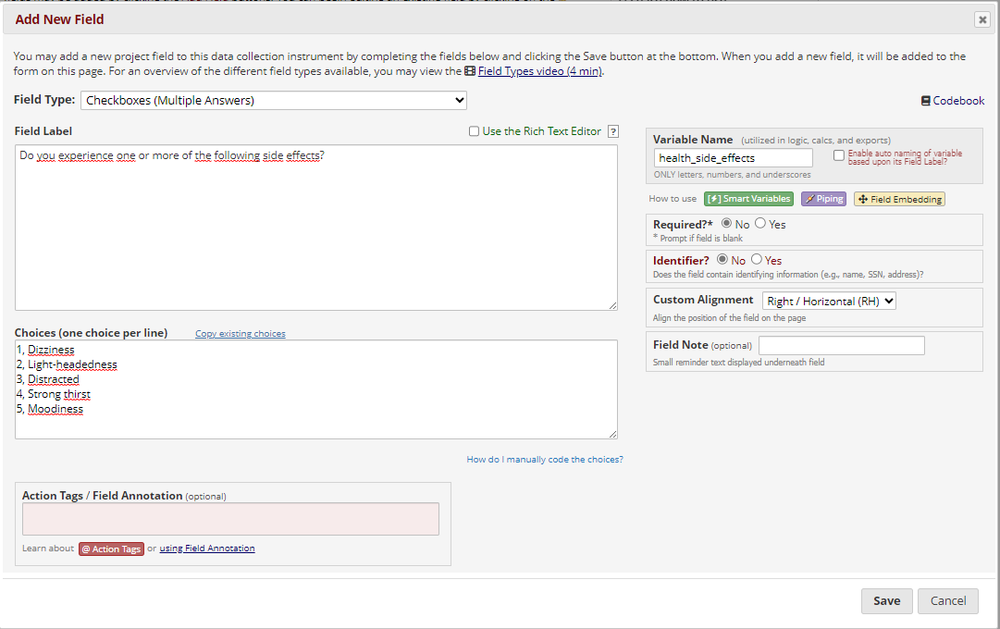 Add New Field
You may add a new project field to this data collection instrument by completing the fields below and clicking the Save button at the bottom. When you add a new field, it will be added to the
form on this page. For an overview of the different field types available, you may view the Field Types video (4 min).
Field Type: Checkboxes (Multiple Answers)
Codebook
Field Label
Use the Rich Text Editor ?
Do you experience one or more of the following side effects?
Choices (one choice per line) Copy existing choices
1, Dizziness
2, Light-headedness
3, Distracted
4, Strong thirst
5, Moodiness
How do I manually code the choices?
Action Tags / Field Annotation (optional)
Learn about @ Action Tags or using Field Annotation
Variable Name (utilized in logic, calcs, and exports)
health_side_effects
Enable auto naming of variable
based upon its Field Label?
ONLY letters, numbers, and underscores
How to use [⚡] Smart Variables Piping Field Embedding
Required?* No Yes
* Prompt if field is blank
Identifier? No Yes
Does the field contain identifying information (e.g., name, SSN, address)?
Custom Alignment Right / Horizontal (RH)
Align the position of the field on the page
Field Note (optional)
Small reminder text displayed underneath field
Save Cancel